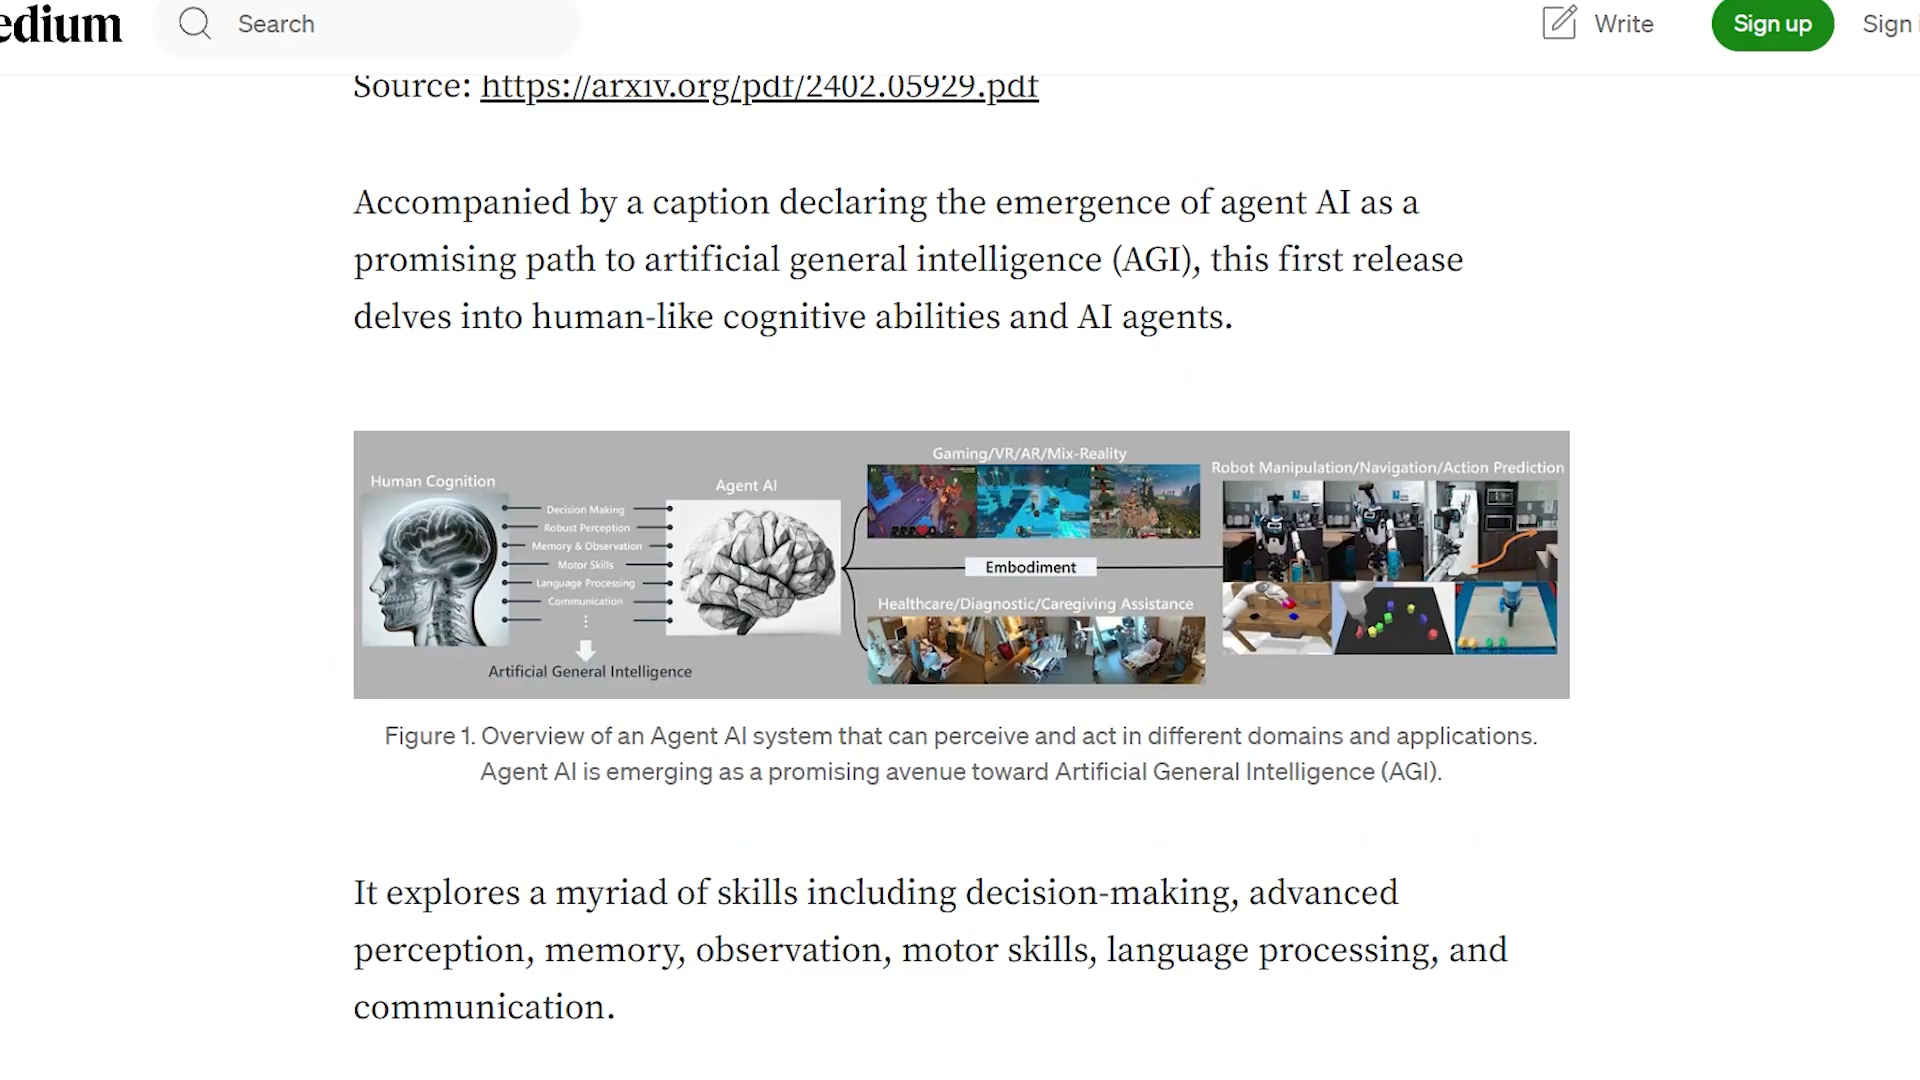 edium
Search
Write
Sign up
Sign
Source: https://arxiv.org/pdf/2402.05929.pdf
Accompanied by a caption declaring the emergence of agent AI as a
promising path to artificial general intelligence (AGI), this first release
delves into human-like cognitive abilities and AI agents.
Human Cognition
Decision Making
Robust Perception
Memory & Observation
Motor Skills
Language Processing
Communication
Artificial General Intelligence
Agent AI
Gaming/VR/AR/Mix-Reality
Embodiment
Healthcare/Diagnostic/Caregiving Assistance
Robot Manipulation/Navigation/Action Prediction
Figure 1. Overview of an Agent AI system that can perceive and act in different domains and applications.
Agent AI is emerging as a promising avenue toward Artificial General Intelligence (AGI).
It explores a myriad of skills including decision-making, advanced
perception, memory, observation, motor skills, language processing, and
communication.